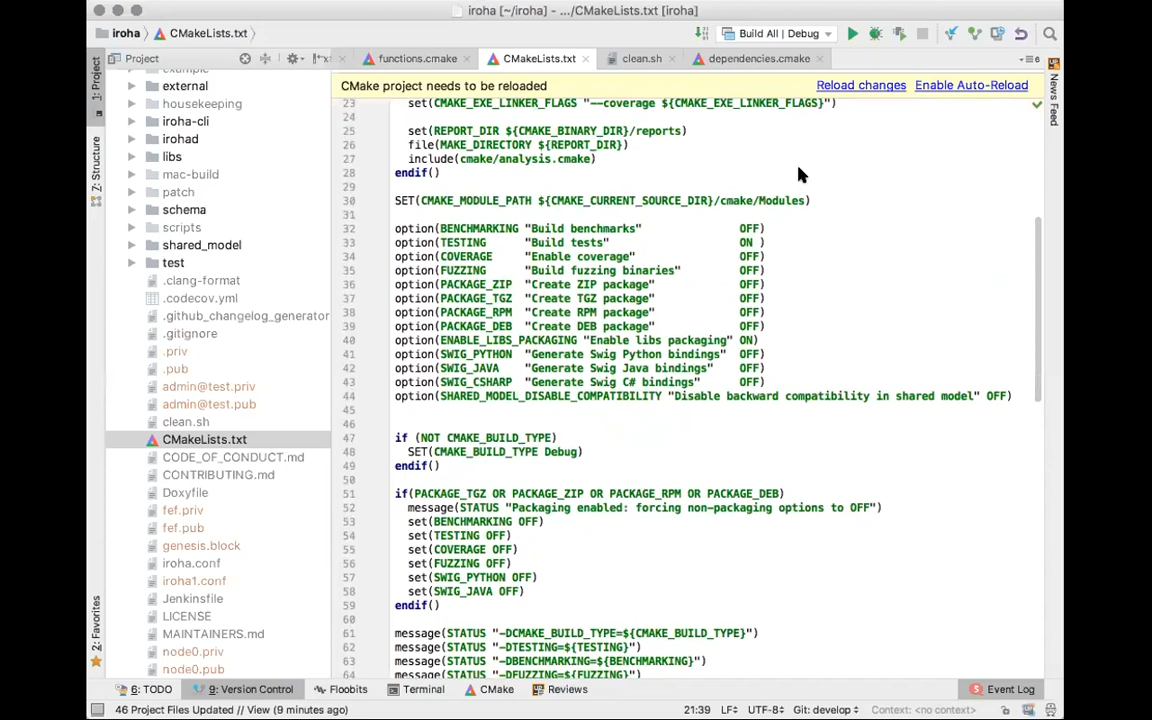 iroha [~/iroha] - .../CMakeLists.txt [iroha]
iroha
CMakeLists.txt
Build All | Debug
Project
functions.cmake
CMakeLists.txt
clean.sh
dependencies.cmake
1: Project
Z: Structure
2: Favorites
News Feed
external
housekeeping
iroha-cli
irohad
libs
mac-build
patch
schema
scripts
shared_model
test
.clang-format
.codecov.yml
.github_changelog_generator
.gitignore
.priv
.pub
admin@test.priv
admin@test.pub
clean.sh
CMakeLists.txt
CODE_OF_CONDUCT.md
CONTRIBUTING.md
Doxyfile
fef.priv
fef.pub
genesis.block
iroha.conf
iroha1.conf
Jenkinsfile
LICENSE
MAINTAINERS.md
node0.priv
node0.pub
CMake project needs to be reloaded
Reload changes
Enable Auto-Reload
23 set(CMAKE_EXE_LINKER_FLAGS "--coverage ${CMAKE_EXE_LINKER_FLAGS}")
24
25 set(REPORT_DIR ${CMAKE_BINARY_DIR}/reports)
26 file(MAKE_DIRECTORY ${REPORT_DIR})
27 include(cmake/analysis.cmake)
28 endif()
29
30 SET(CMAKE_MODULE_PATH ${CMAKE_CURRENT_SOURCE_DIR}/cmake/Modules)
31
32 option(BENCHMARKING "Build benchmarks" OFF)
33 option(TESTING "Build tests" ON )
34 option(COVERAGE "Enable coverage" OFF)
35 option(FUZZING "Build fuzzing binaries" OFF)
36 option(PACKAGE_ZIP "Create ZIP package" OFF)
37 option(PACKAGE_TGZ "Create TGZ package" OFF)
38 option(PACKAGE_RPM "Create RPM package" OFF)
39 option(PACKAGE_DEB "Create DEB package" OFF)
40 option(ENABLE_LIBS_PACKAGING "Enable libs packaging" ON)
41 option(SWIG_PYTHON "Generate Swig Python bindings" OFF)
42 option(SWIG_JAVA "Generate Swig Java bindings" OFF)
43 option(SWIG_CSHARP "Generate Swig C# bindings" OFF)
44 option(SHARED_MODEL_DISABLE_COMPATIBILITY "Disable backward compatibility in shared model" OFF)
45
46
47 if (NOT CMAKE_BUILD_TYPE)
48 SET(CMAKE_BUILD_TYPE Debug)
49 endif()
50
51 if(PACKAGE_TGZ OR PACKAGE_ZIP OR PACKAGE_RPM OR PACKAGE_DEB)
52 message(STATUS "Packaging enabled: forcing non-packaging options to OFF")
53 set(BENCHMARKING OFF)
54 set(TESTING OFF)
55 set(COVERAGE OFF)
56 set(FUZZING OFF)
57 set(SWIG_PYTHON OFF)
58 set(SWIG_JAVA OFF)
59 endif()
60
61 message(STATUS "-DCMAKE_BUILD_TYPE=${CMAKE_BUILD_TYPE}")
62 message(STATUS "-DTESTING=${TESTING}")
63 message(STATUS "-DBENCHMARKING=${BENCHMARKING}")
64 message(STATUS "-DFUZZING=${FUZZING}")
6: TODO
9: Version Control
Floobits
Terminal
CMake
Reviews
Event Log
46 Project Files Updated // View (9 minutes ago)
21:39
LF
UTF-8
Git: develop
Context: <no context>